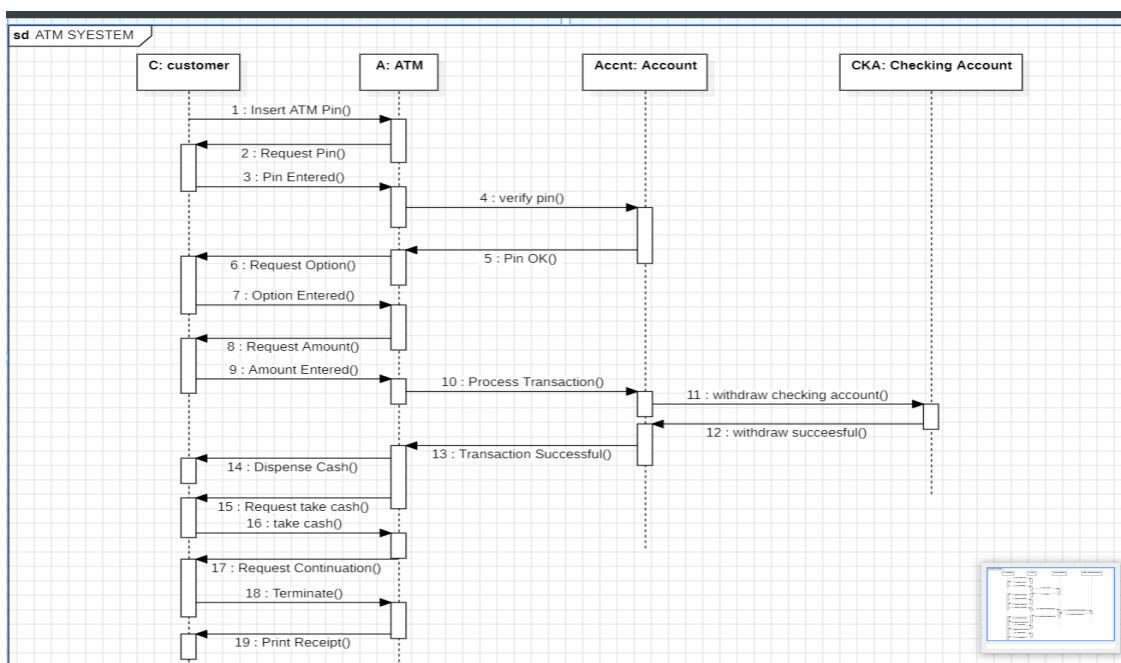 sd ATM SYESTEM
C: customer
A: ATM
Accnt: Account
CKA: Checking Account
1 : Insert ATM Pin()
2 : Request Pin()
3 : Pin Entered()
4 : verify pin()
5 : Pin OK()
6 : Request Option()
7 : Option Entered()
8 : Request Amount()
9 : Amount Entered()
10 : Process Transaction()
11 : withdraw checking account()
12 : withdraw succeesful()
13 : Transaction Successful()
14 : Dispense Cash()
15 : Request take cash()
16 : take cash()
17 : Request Continuation()
18 : Terminate()
19 : Print Receipt()